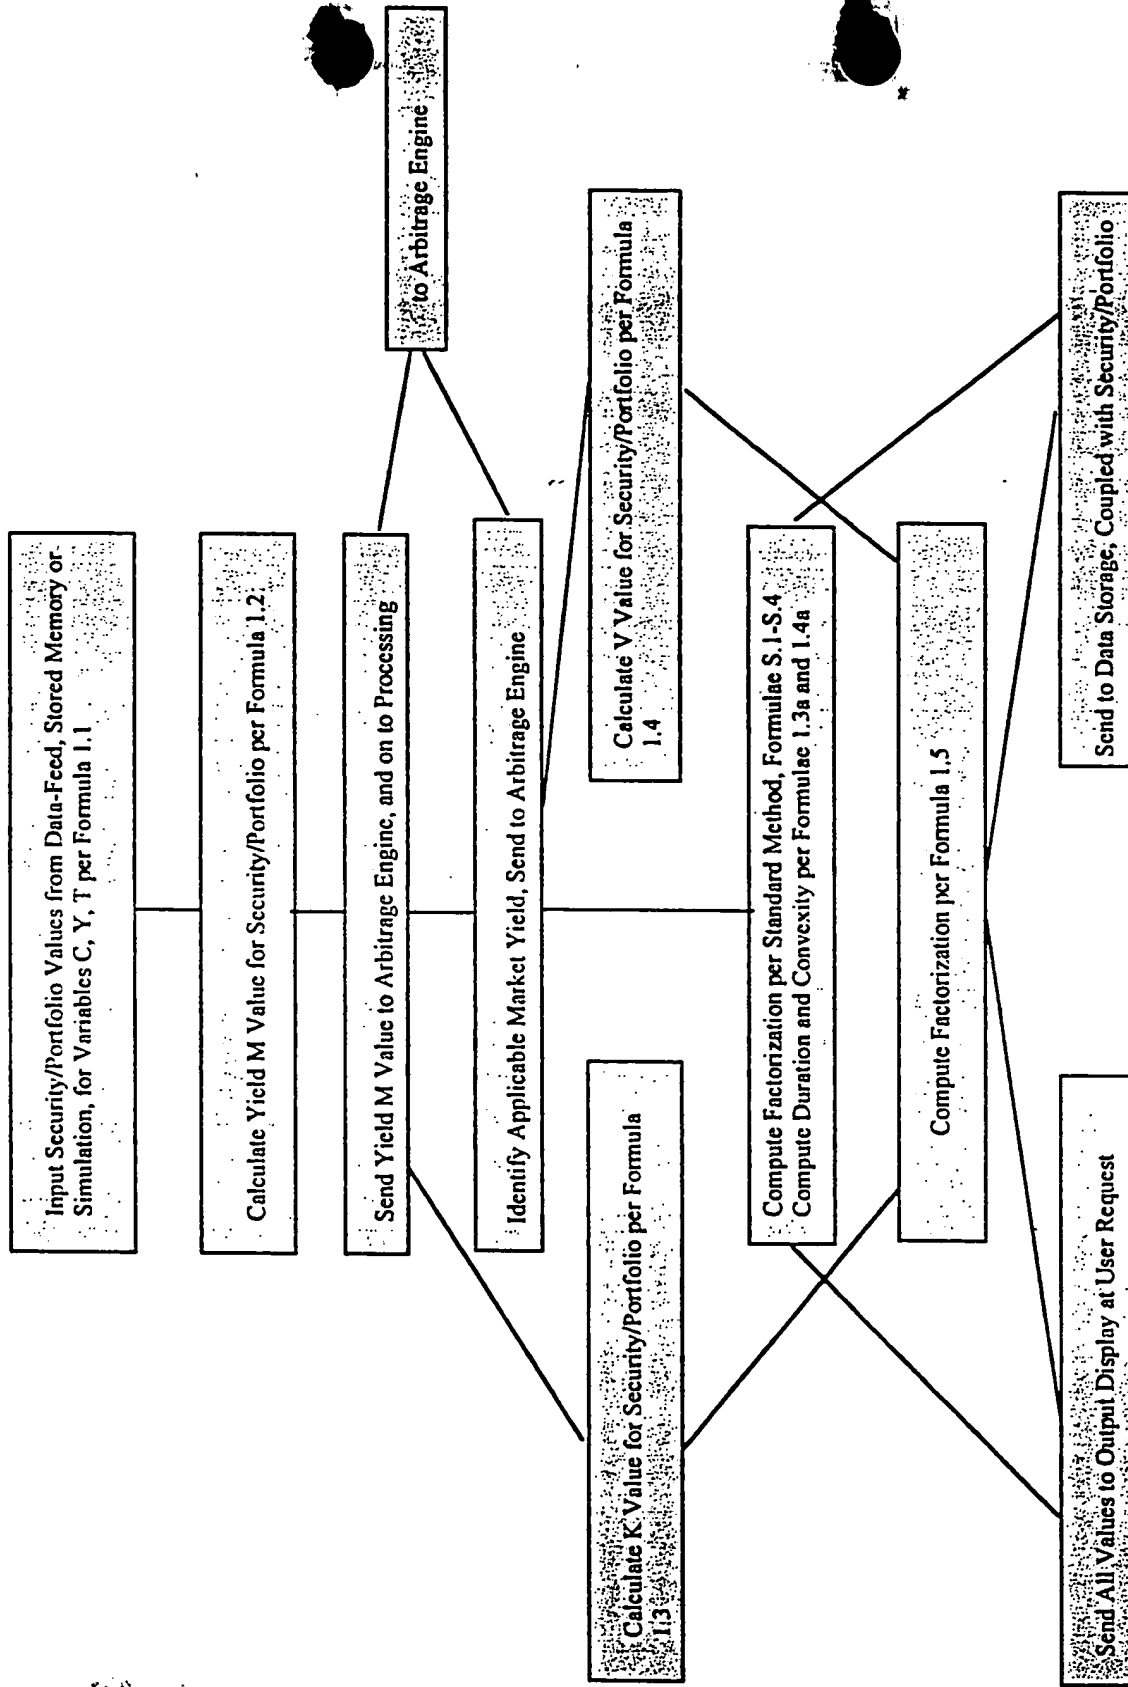 Input Security/Portfolio Values from Data-Feed, Stored Memory or
Simulation, for Variables C, Y, T per Formula 1.1
Calculate Yield M Value for Security/Portfolio per Formula 1.2
Send Yield M Value to Arbitrage Engine, and on to Processing
to Arbitrage Engine
Identify Applicable Market Yield, Send to Arbitrage Engine
Calculate K Value for Security/Portfolio per Formula
1.3
Calculate V Value for Security/Portfolio per Formula
1.4
Compute Factorization per Standard Method, Formulae S.1-S.4
Compute Duration and Convexity per Formulae 1.3a and 1.4a
Compute Factorization per Formula 1.5
Send All Values to Output Display at User Request
Send to Data Storage, Coupled with Security/Portfolio